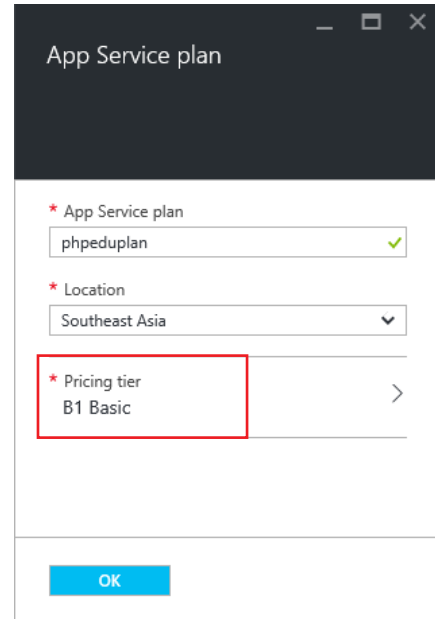 App Service plan
* App Service plan
phpeduplan
* Location
Southeast Asia
* Pricing tier
B1 Basic
OK